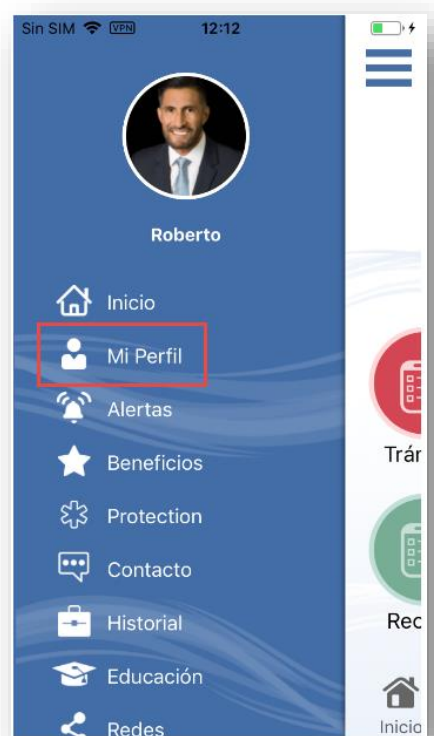 Sin SIM VPN 12:12
Roberto
Inicio
Mi Perfil
Alertas
Beneficios
Protection
Contacto
Historial
Educación
Redes
Trár
Rec
Inicio